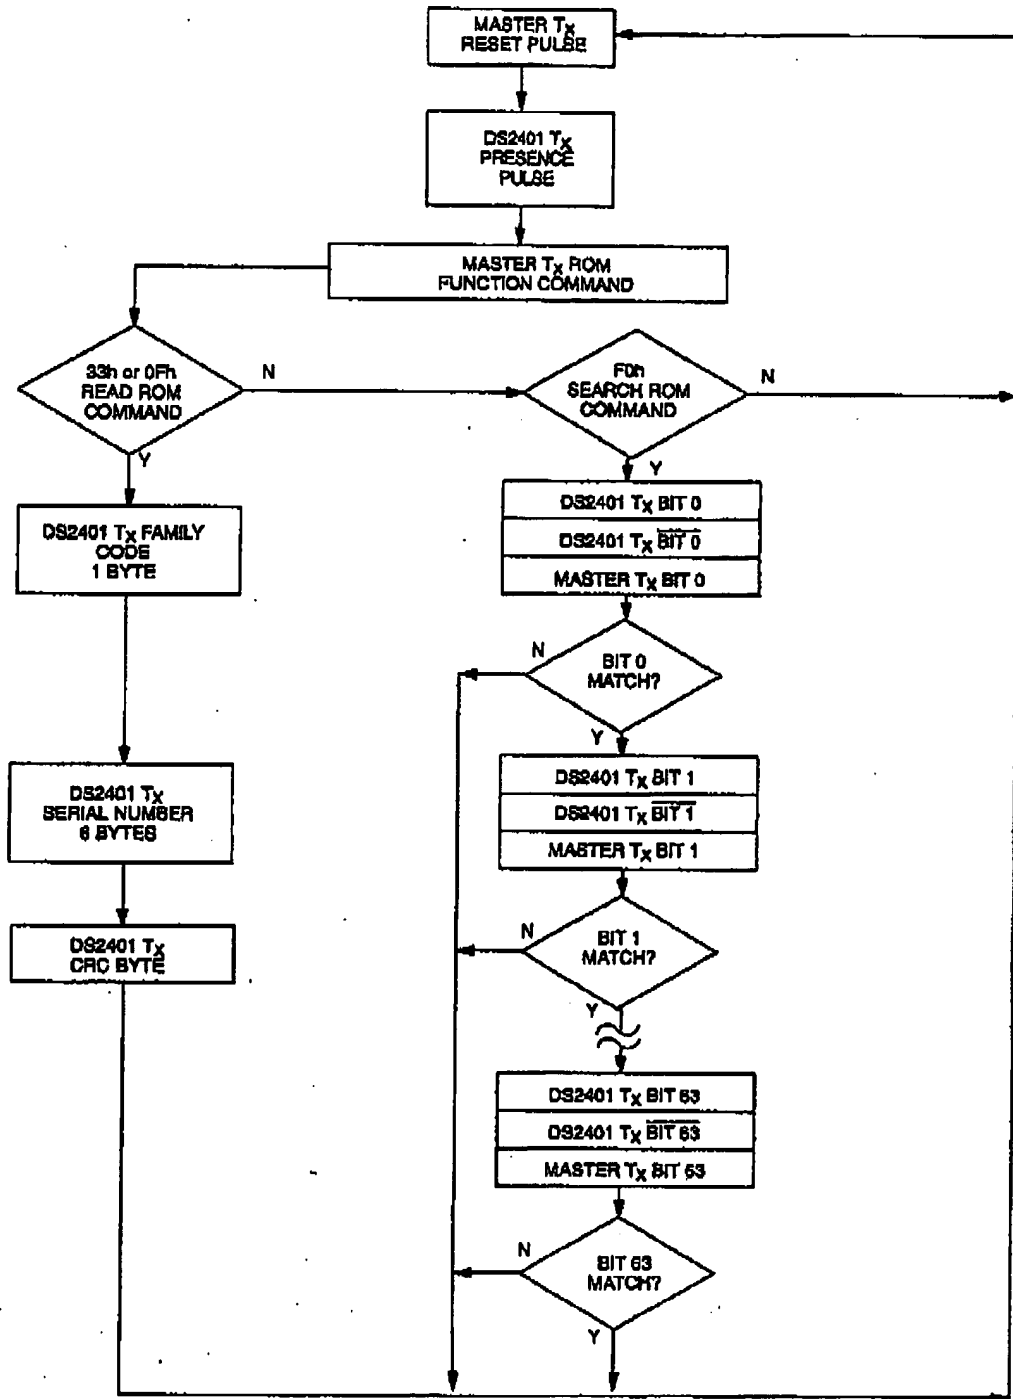 MASTER TX
RESET PULSE
DS2401 TX
PRESENCE
PULSE
MASTER TX ROM
FUNCTION COMMAND
33h or 0Fh
READ ROM
COMMAND
N
Y
F0h
SEARCH ROM
COMMAND
N
Y
DS2401 TX FAMILY
CODE
1 BYTE
DS2401 TX
SERIAL NUMBER
6 BYTES
DS2401 TX
CRC BYTE
DS2401 TX BIT 0
DS2401 TX B̅I̅T̅ ̅0̅
MASTER TX BIT 0
N
BIT 0
MATCH?
Y
DS2401 TX BIT 1
DS2401 TX B̅I̅T̅ ̅1̅
MASTER TX BIT 1
N
BIT 1
MATCH?
Y
DS2401 TX BIT 63
DS2401 TX B̅I̅T̅ ̅6̅3̅
MASTER TX BIT 63
N
BIT 63
MATCH?
Y